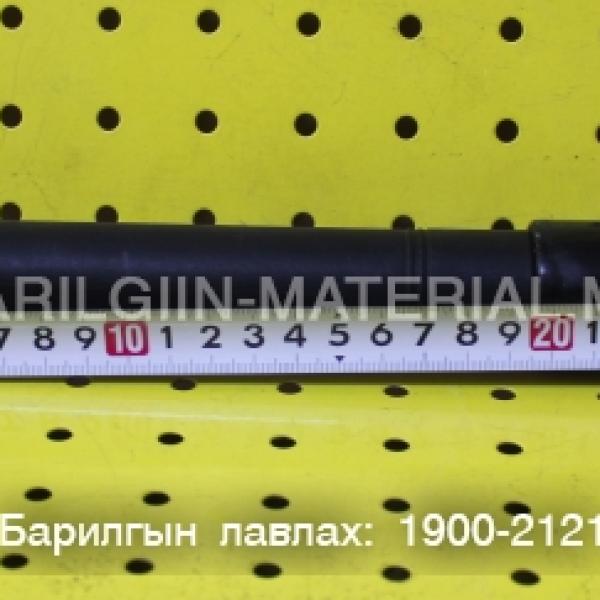 ARILGIIN-MATERIAL M
7 8 9 10 1 2 3 4 5 6 7 8 9 20 1
Барилгын лавлах: 1900-2121